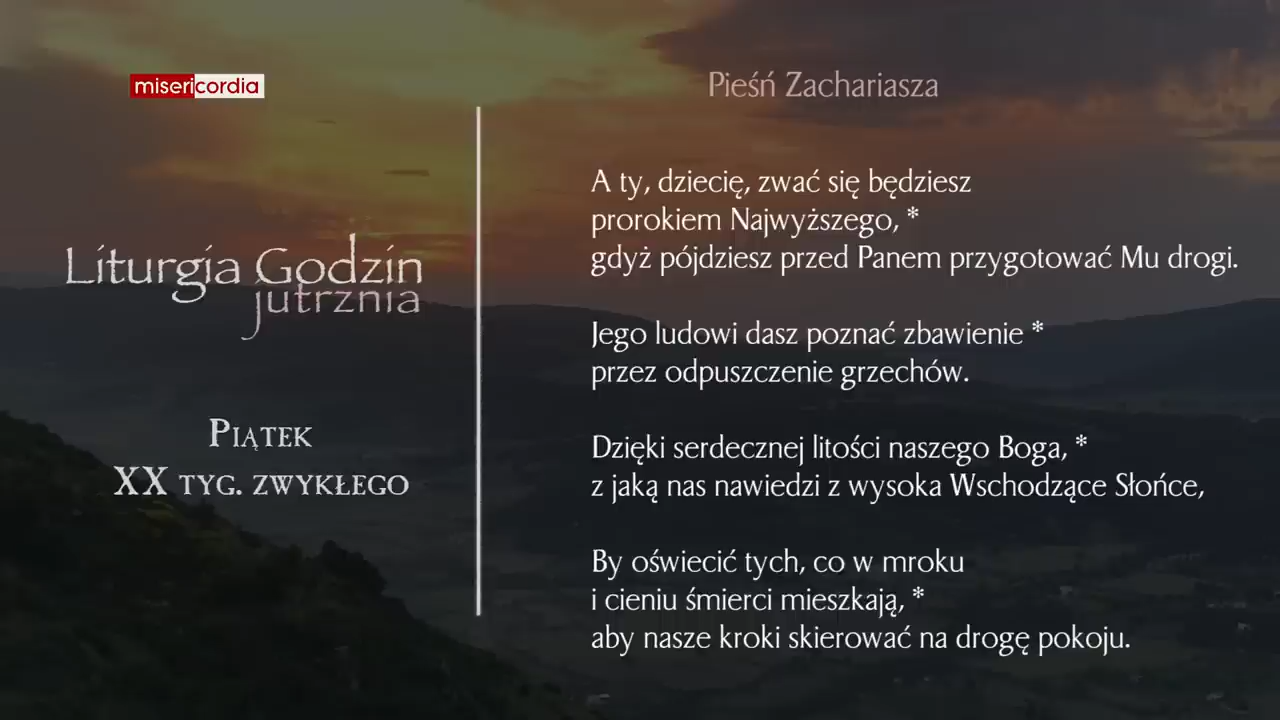 misericordia
Liturgia Godzin
jutrznia
Piątek
XX tyg. zwykłego
Pieśń Zachariasza
A ty, dziecię, zwać się będziesz
prorokiem Najwyższego, *
gdyż pójdziesz przed Panem przygotować Mu drogi.
Jego ludowi dasz poznać zbawienie *
przez odpuszczenie grzechów.
Dzięki serdecznej litości naszego Boga, *
z jaką nas nawiedzi z wysoka Wschodzące Słońce,
By oświecić tych, co w mroku
i cieniu śmierci mieszkają, *
aby nasze kroki skierować na drogę pokoju.